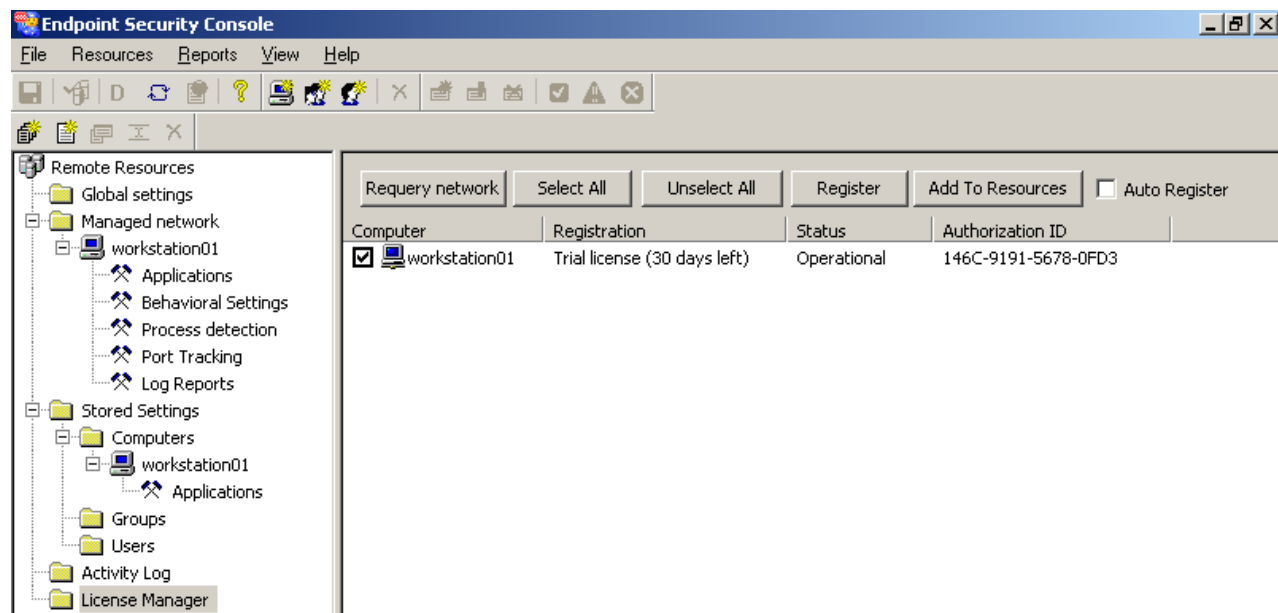 Endpoint Security Console
File Resources Reports View Help
D
Remote Resources
Global settings
Managed network
workstation01
Applications
Behavioral Settings
Process detection
Port Tracking
Log Reports
Stored Settings
Computers
workstation01
Applications
Groups
Users
Activity Log
License Manager
Requery network Select All Unselect All Register Add To Resources Auto Register
Computer Registration Status Authorization ID
workstation01 Trial license (30 days left) Operational 146C-9191-5678-0FD3